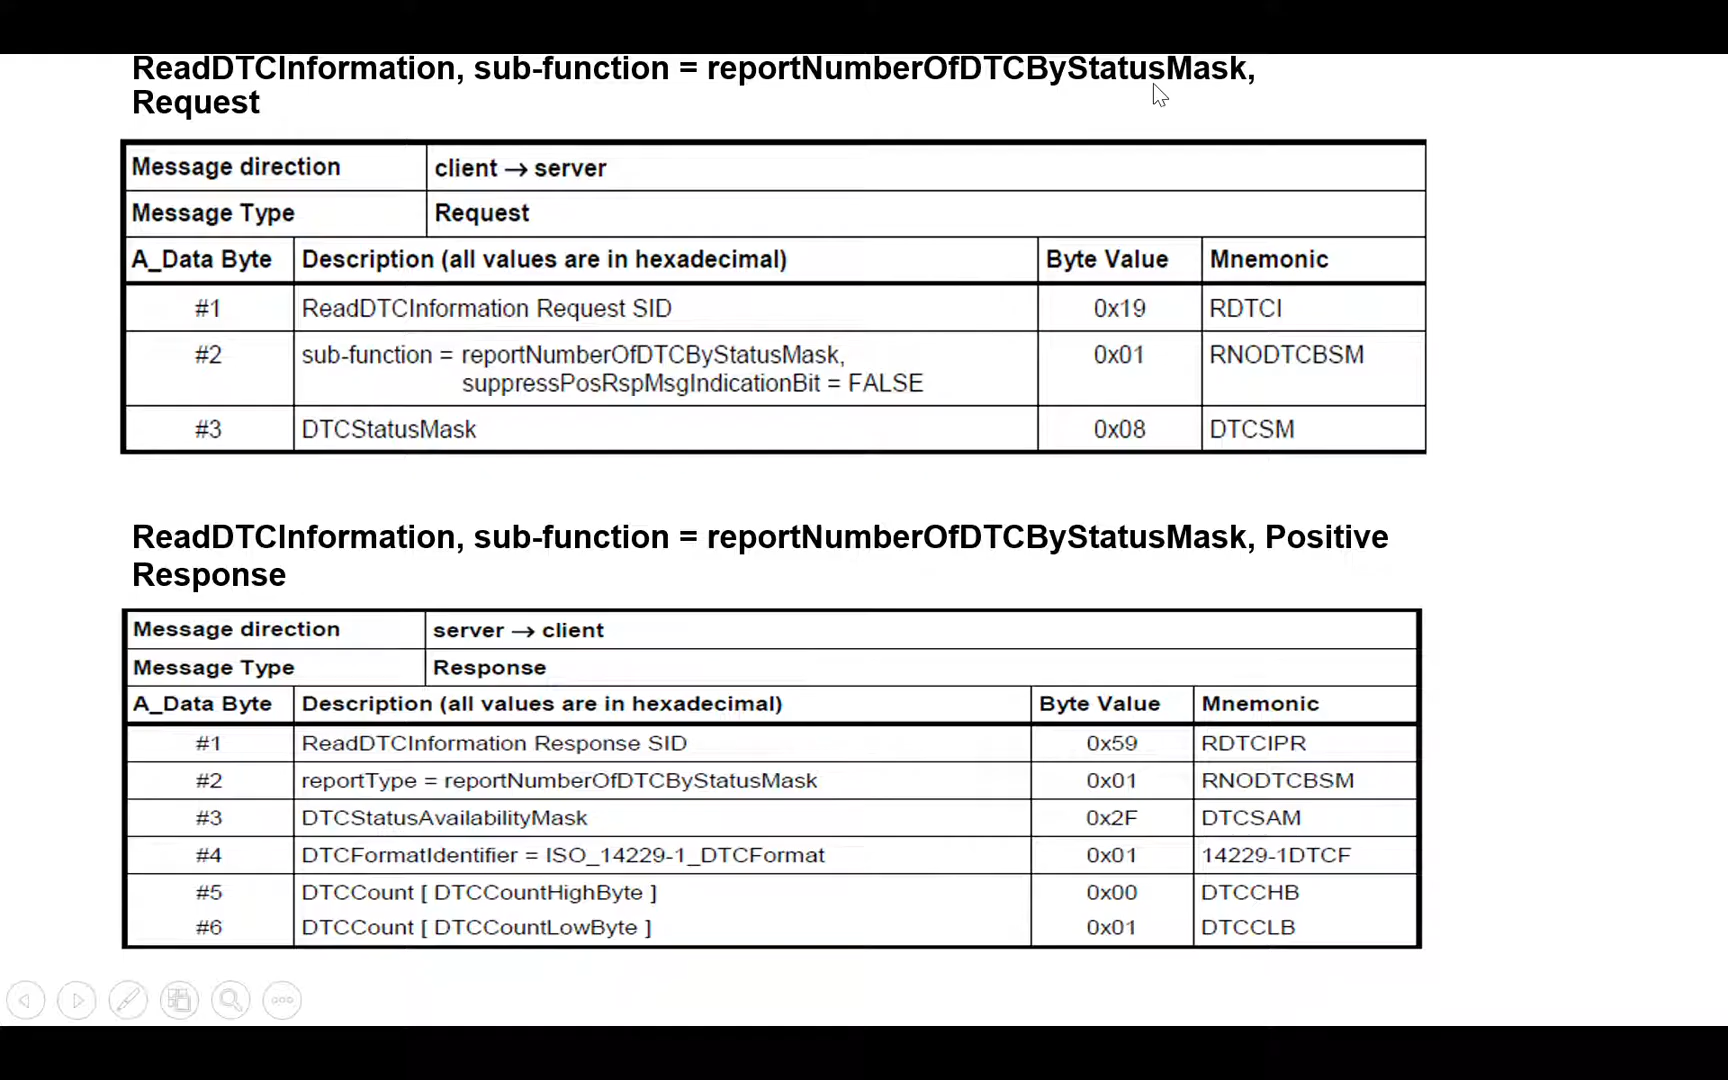 ReadDTCInformation, sub-function = reportNumberOfDTCByStatusMask,
Request
Message direction client → server
Message Type Request
A_Data Byte Description (all values are in hexadecimal) Byte Value Mnemonic
#1 ReadDTCInformation Request SID 0x19 RDTCI
#2 sub-function = reportNumberOfDTCByStatusMask, 0x01 RNODTCBSM
suppressPosRspMsgIndicationBit = FALSE
#3 DTCStatusMask 0x08 DTCSM
ReadDTCInformation, sub-function = reportNumberOfDTCByStatusMask, Positive
Response
Message direction server → client
Message Type Response
A_Data Byte Description (all values are in hexadecimal) Byte Value Mnemonic
#1 ReadDTCInformation Response SID 0x59 RDTCIPR
#2 reportType = reportNumberOfDTCByStatusMask 0x01 RNODTCBSM
#3 DTCStatusAvailabilityMask 0x2F DTCSAM
#4 DTCFormatIdentifier = ISO_14229-1_DTCFormat 0x01 14229-1DTCF
#5 DTCCount [ DTCCountHighByte ] 0x00 DTCCHB
#6 DTCCount [ DTCCountLowByte ] 0x01 DTCCLB